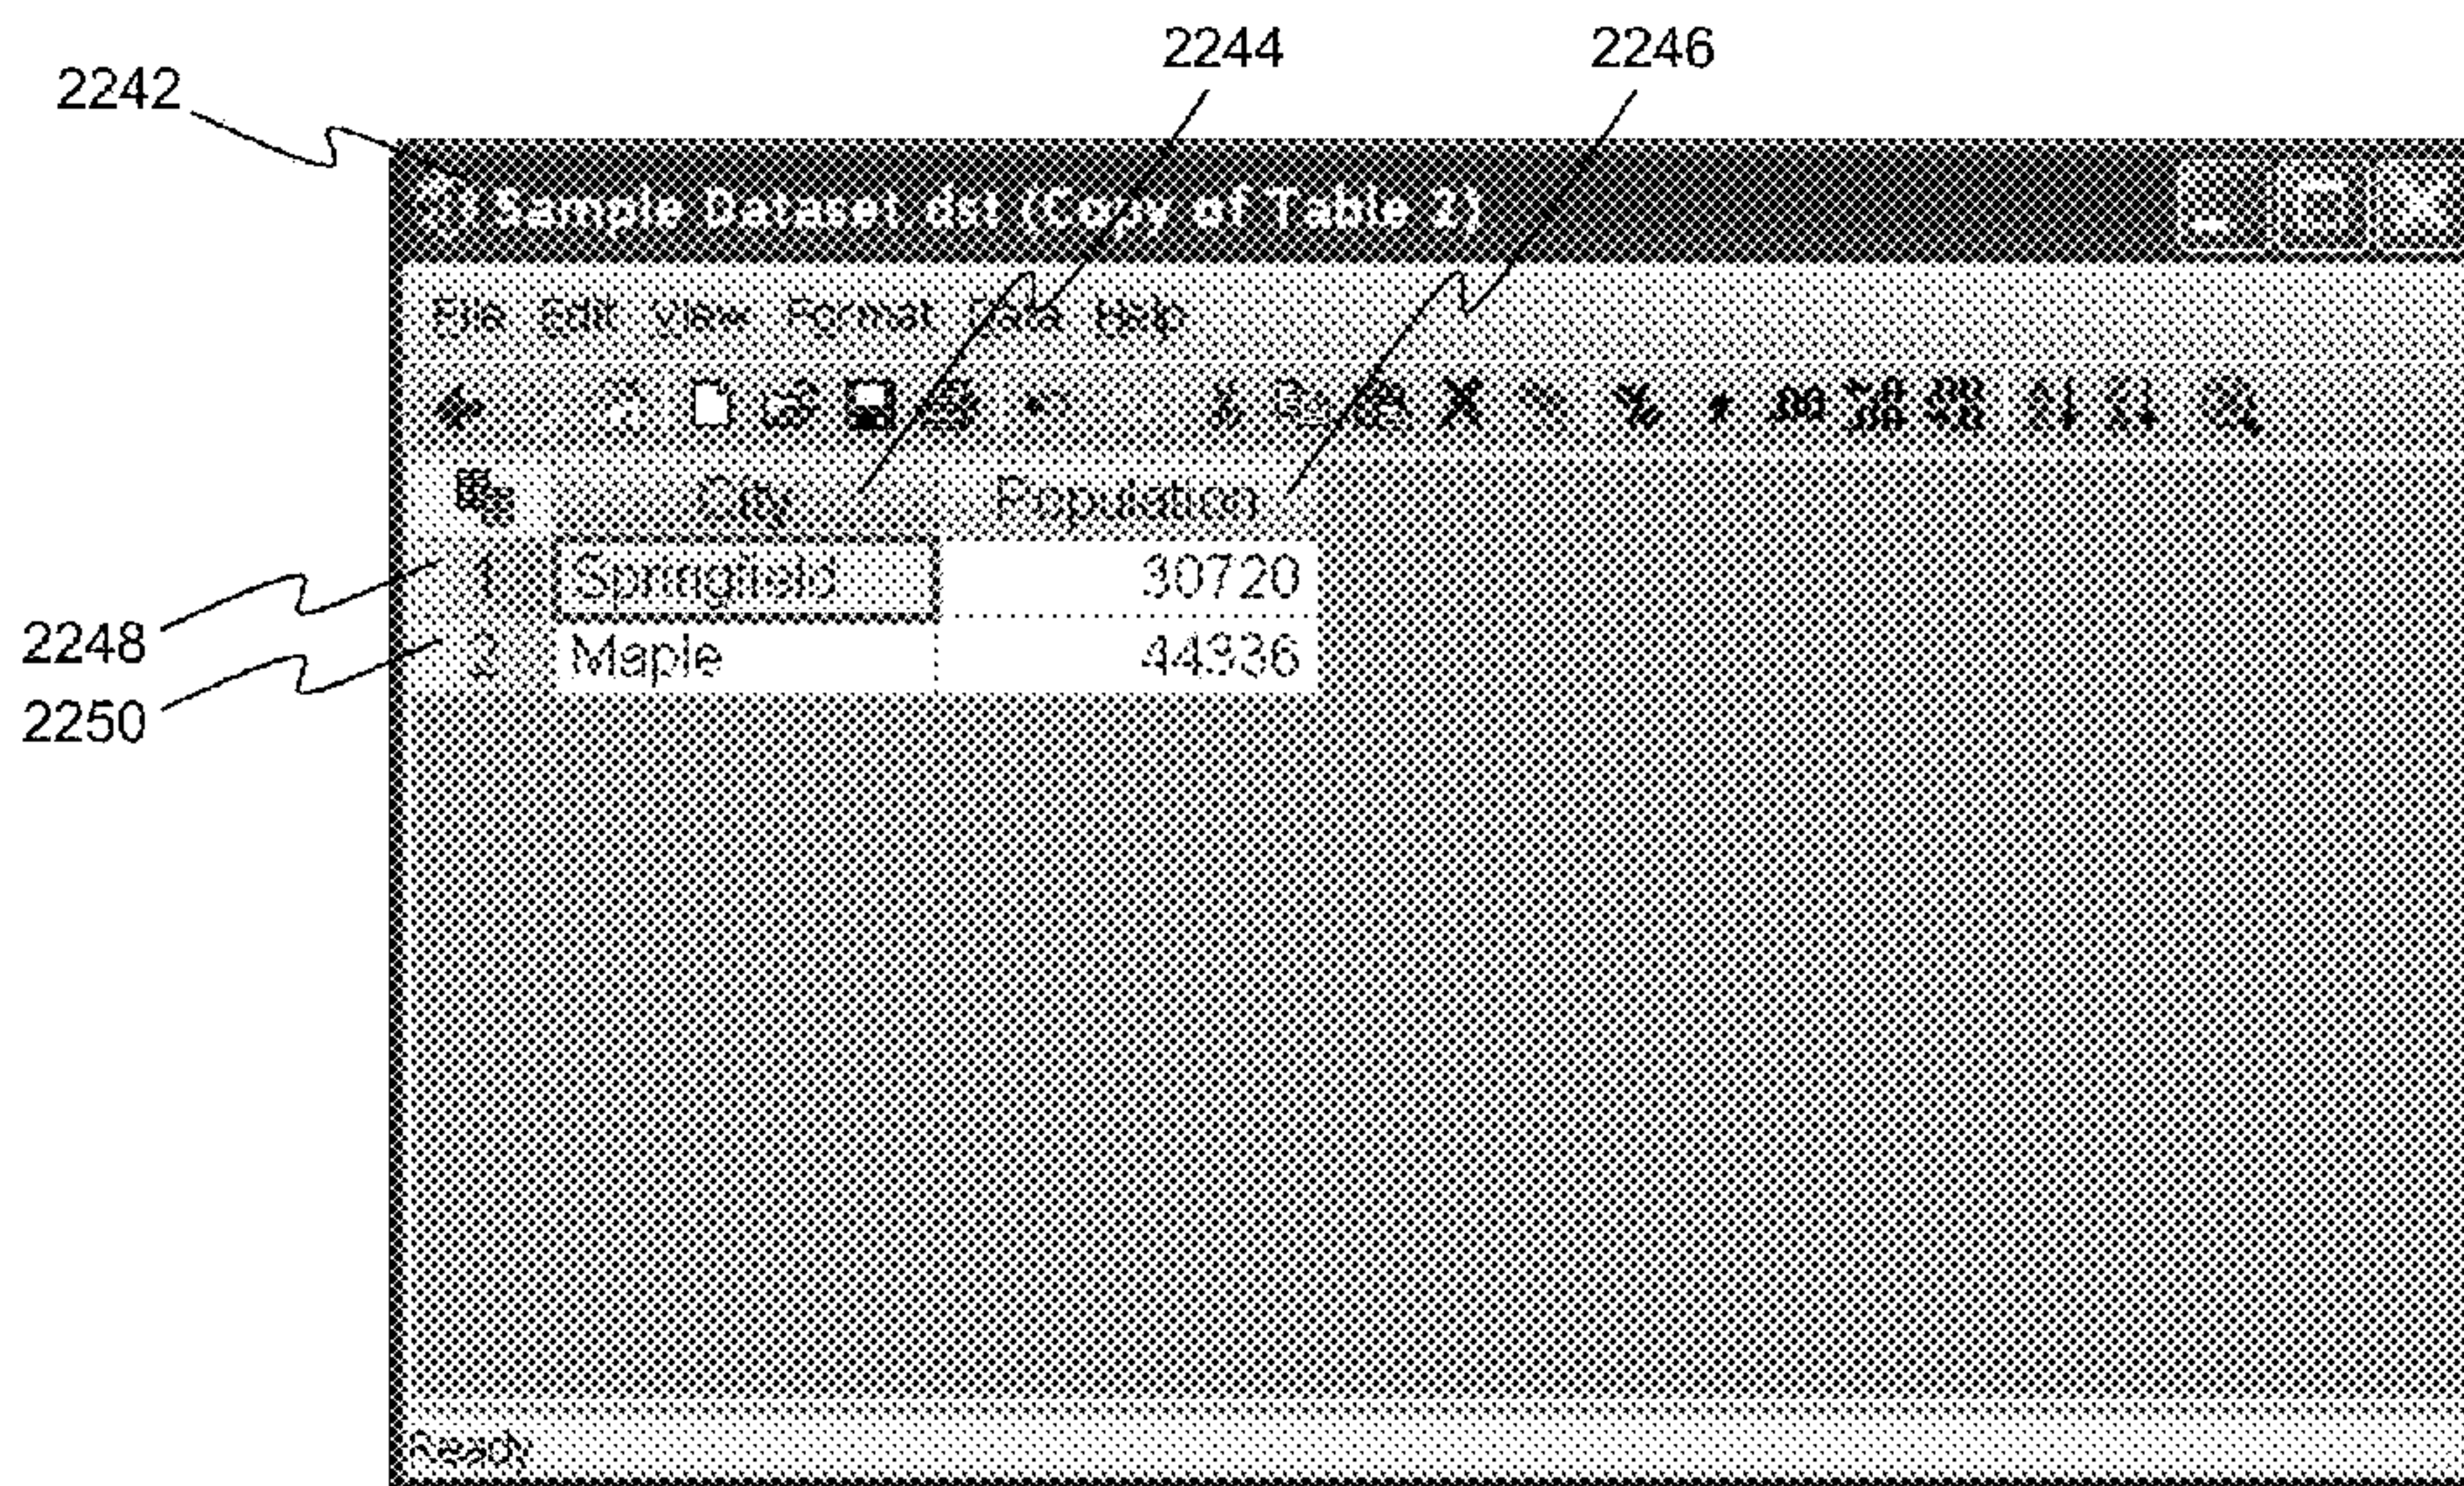 2244 2246
2242
Sample Dataset.dst (Copy of Table 2)
File Edit View Format Data Help
City Population
1 Springfield 30720
2248
2 Maple 44336
2250
Ready